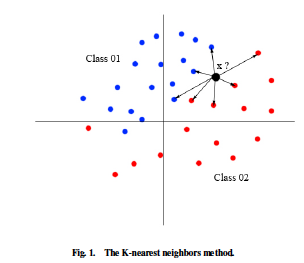 Class 01
x ?
Class 02
Fig. 1. The K-nearest neighbors method.